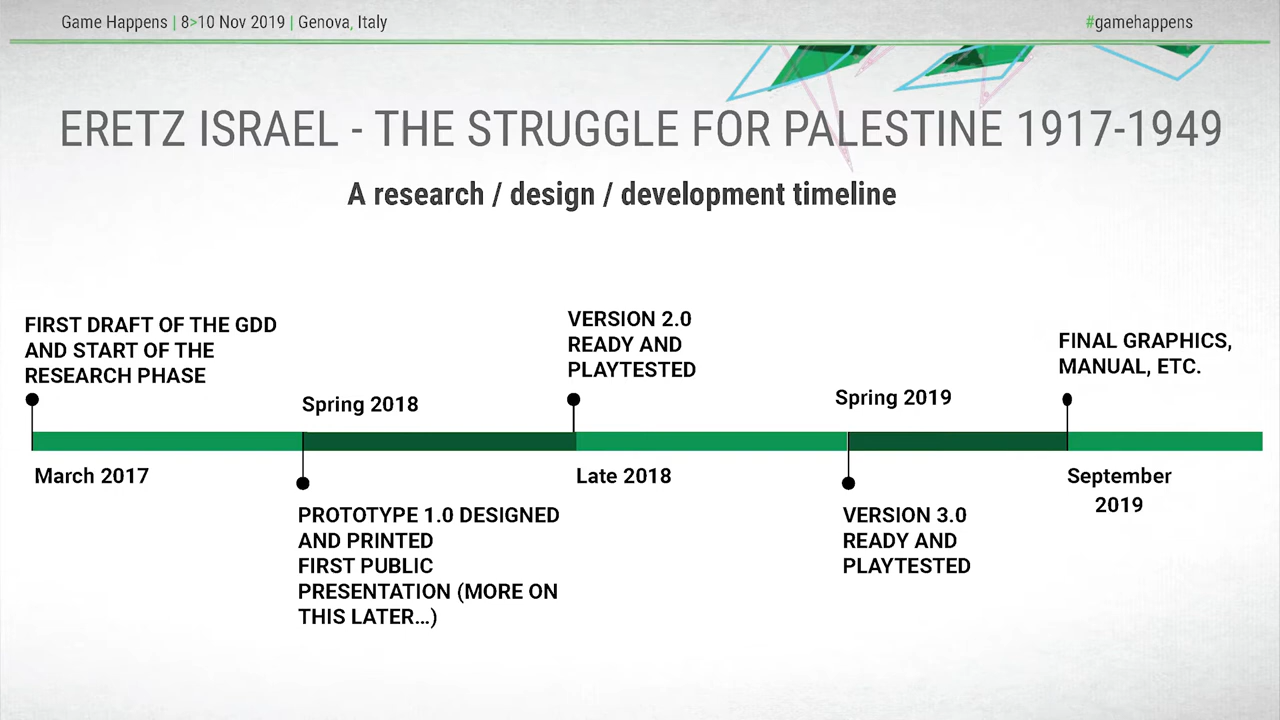 Game Happens | 8>10 Nov 2019 | Genova, Italy
#gamehappens
ERETZ ISRAEL - THE STRUGGLE FOR PALESTINE 1917-1949
A research / design / development timeline
FIRST DRAFT OF THE GDD
AND START OF THE
RESEARCH PHASE
March 2017
Spring 2018
PROTOTYPE 1.0 DESIGNED
AND PRINTED
FIRST PUBLIC
PRESENTATION (MORE ON
THIS LATER...)
VERSION 2.0
READY AND
PLAYTESTED
Late 2018
Spring 2019
VERSION 3.0
READY AND
PLAYTESTED
FINAL GRAPHICS,
MANUAL, ETC.
September
2019